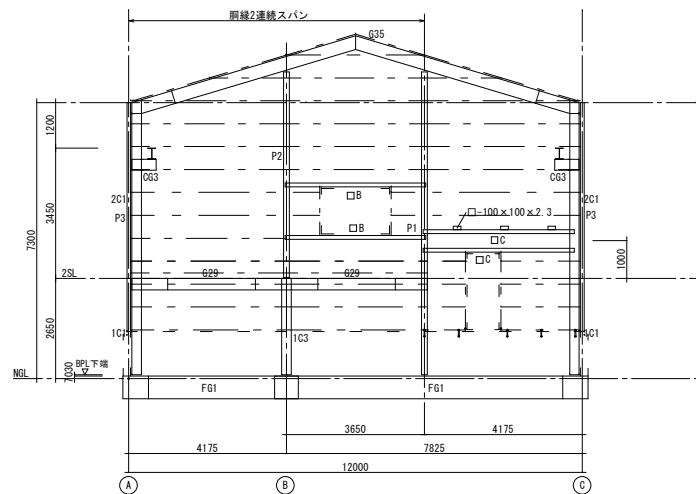 胴縁2連続スパン
G35
1200
P2
CG3
CG3
□B
2C1
2C1
3450
P3
P1
□-100×100×2.3
P3
7300
□B
□C
1000
□C
2SL
G29
G29
2650
1C1
1C3
1C1
BPL下端
NGL
FG1
FG1
3650
4175
4175
7825
12000
A
B
C